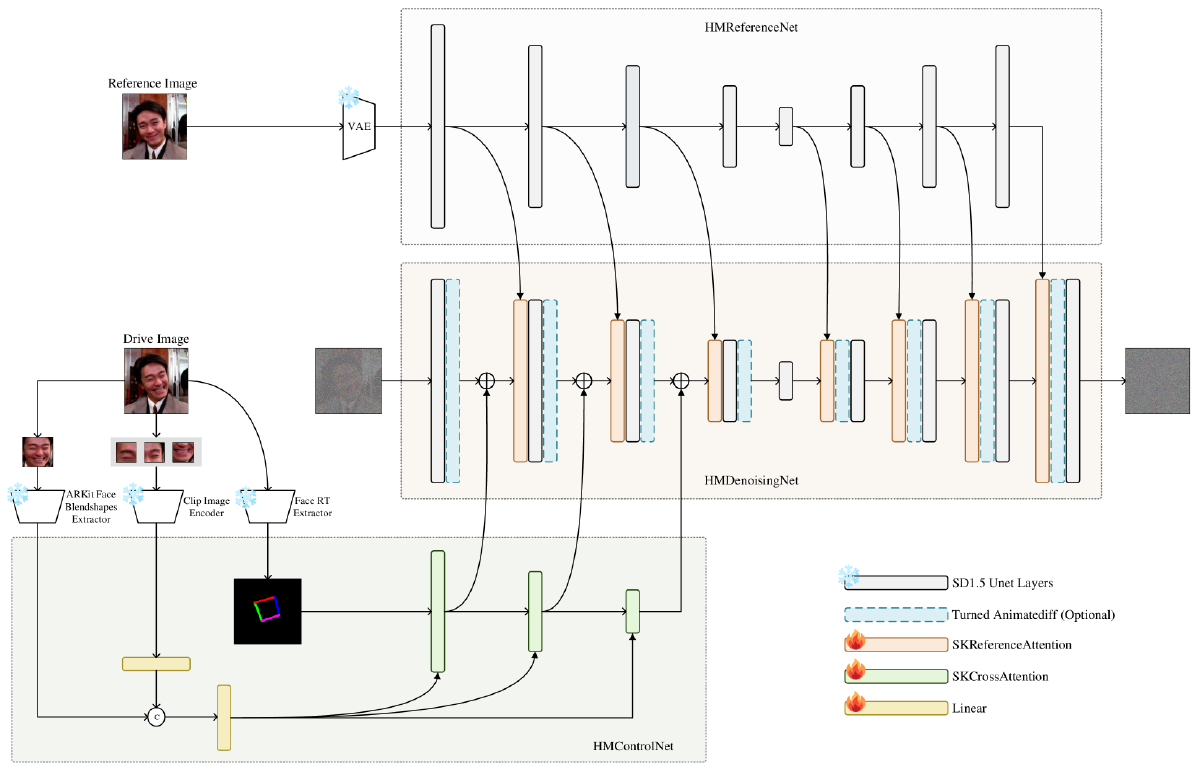 HMReferenceNet
Reference Image
VAE
Drive Image
HMDenoisingNet
ARKit Face
Blendshapes
Extractor
Clip Image
Encoder
Face RT
Extractor
C
HMControlNet
SD1.5 Unet Layers
Turned Animatediff (Optional)
SKReferenceAttention
SKCrossAttention
Linear